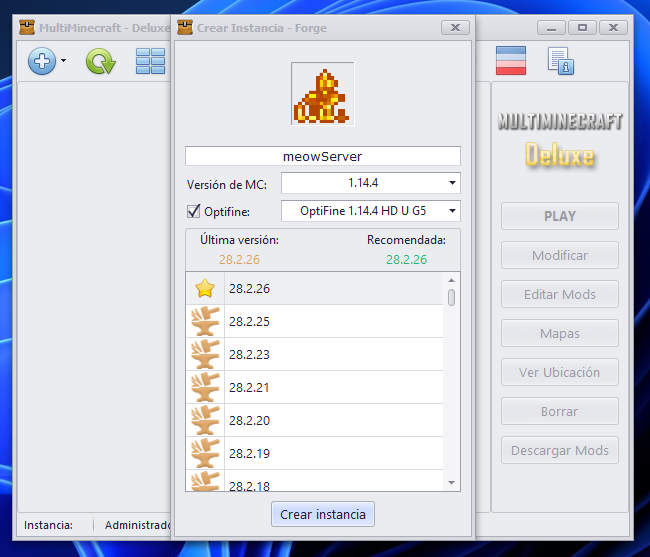 MultiMinecraft - Deluxe
Crear Instancia - Forge
MULTIMINECRAFT
Deluxe
meowServer
Versión de MC:
1.14.4
Optifine:
OptiFine 1.14.4 HD U G5
Última versión:
Recomendada:
28.2.26
28.2.26
28.2.26
28.2.25
28.2.23
28.2.21
28.2.20
28.2.19
28.2.18
Crear instancia
PLAY
Modificar
Editar Mods
Mapas
Ver Ubicación
Borrar
Descargar Mods
Instancia:
Administrado